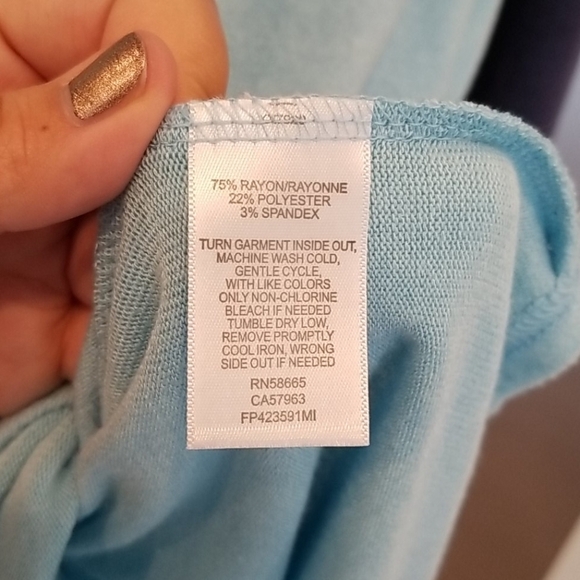 75% RAYON/RAYONNE
22% POLYESTER
3% SPANDEX
TURN GARMENT INSIDE OUT,
MACHINE WASH COLD,
GENTLE CYCLE,
WITH LIKE COLORS
ONLY NON-CHLORINE
BLEACH IF NEEDED
TUMBLE DRY LOW,
REMOVE PROMPTLY
COOL IRON, WRONG
SIDE OUT IF NEEDED
RN58665
CA57963
FP423591MI